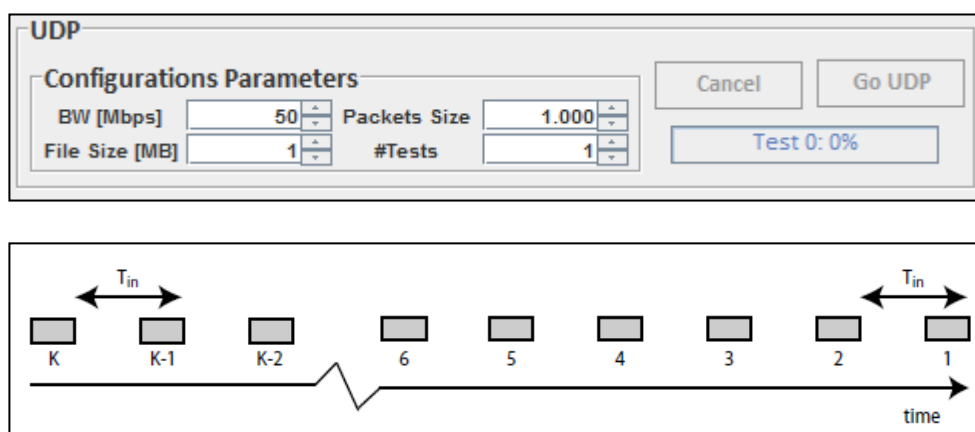 UDP
Configurations Parameters
BW [Mbps] 50 Packets Size 1.000
File Size [MB] 1 #Tests 1
Cancel Go UDP
Test 0: 0%
Tin Tin
K K-1 K-2 6 5 4 3 2 1
time